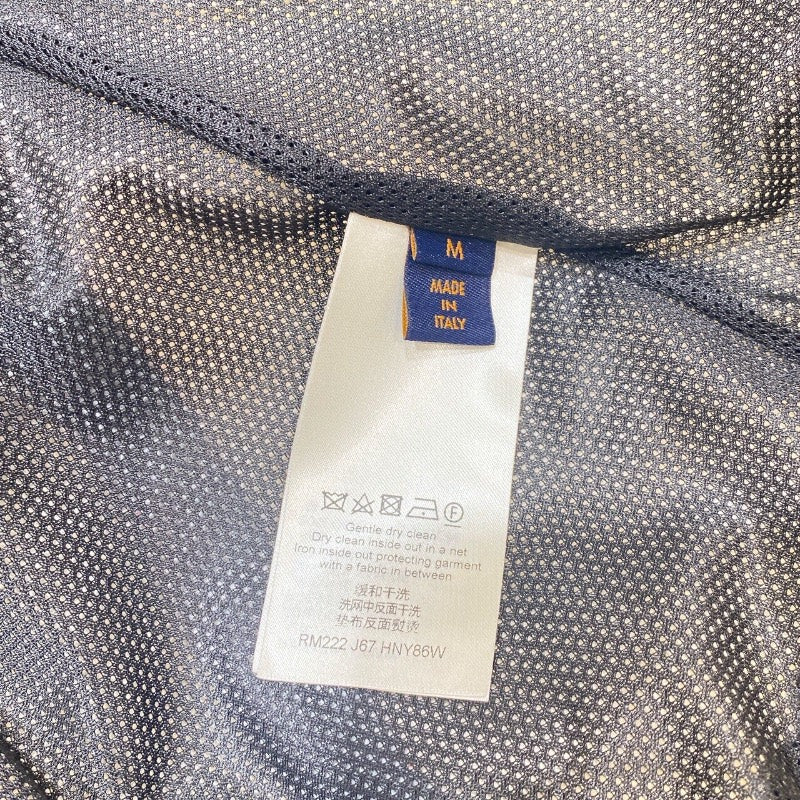 M
MADE
IN
ITALY
F
Gentle dry clean
Dry clean inside out in a net
Iron inside out protecting garment
with a fabric in between
缓和干洗
洗网中反面干洗
垫布反面熨烫
RM222 J67 HNY86W